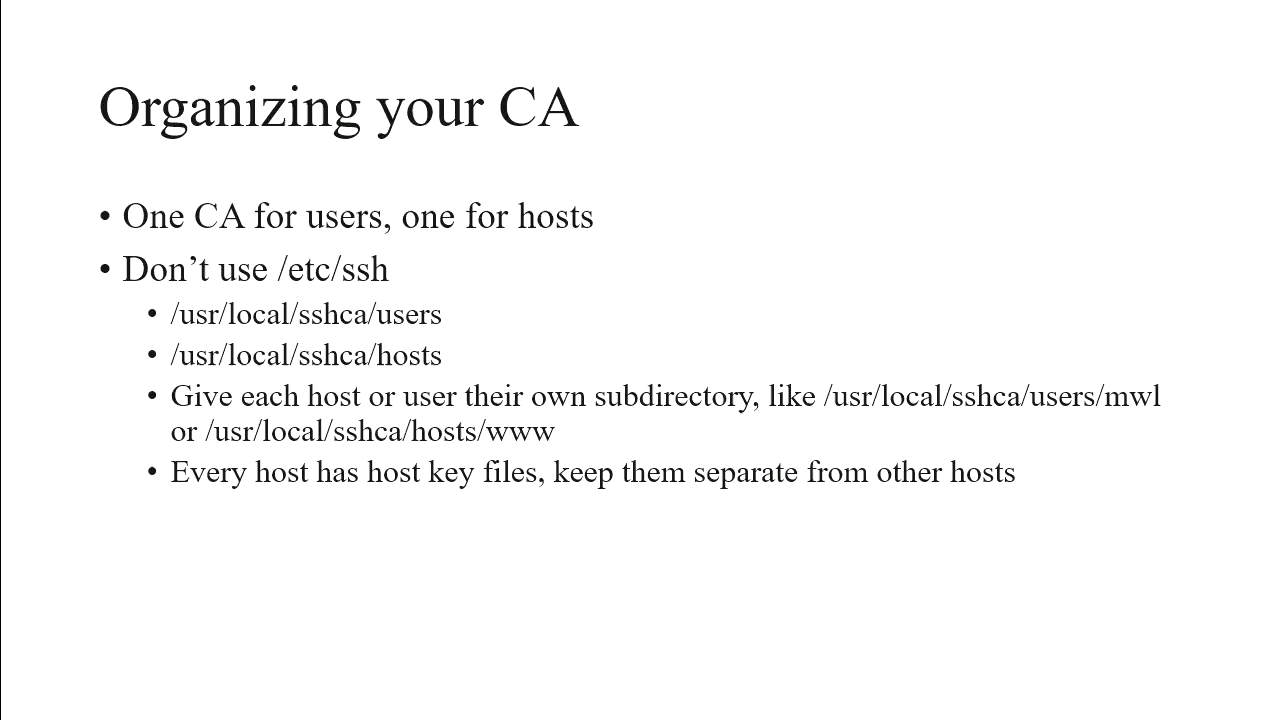 Organizing your CA
• One CA for users, one for hosts
• Don’t use /etc/ssh
• /usr/local/sshca/users
• /usr/local/sshca/hosts
• Give each host or user their own subdirectory, like /usr/local/sshca/users/mwl
or /usr/local/sshca/hosts/www
• Every host has host key files, keep them separate from other hosts